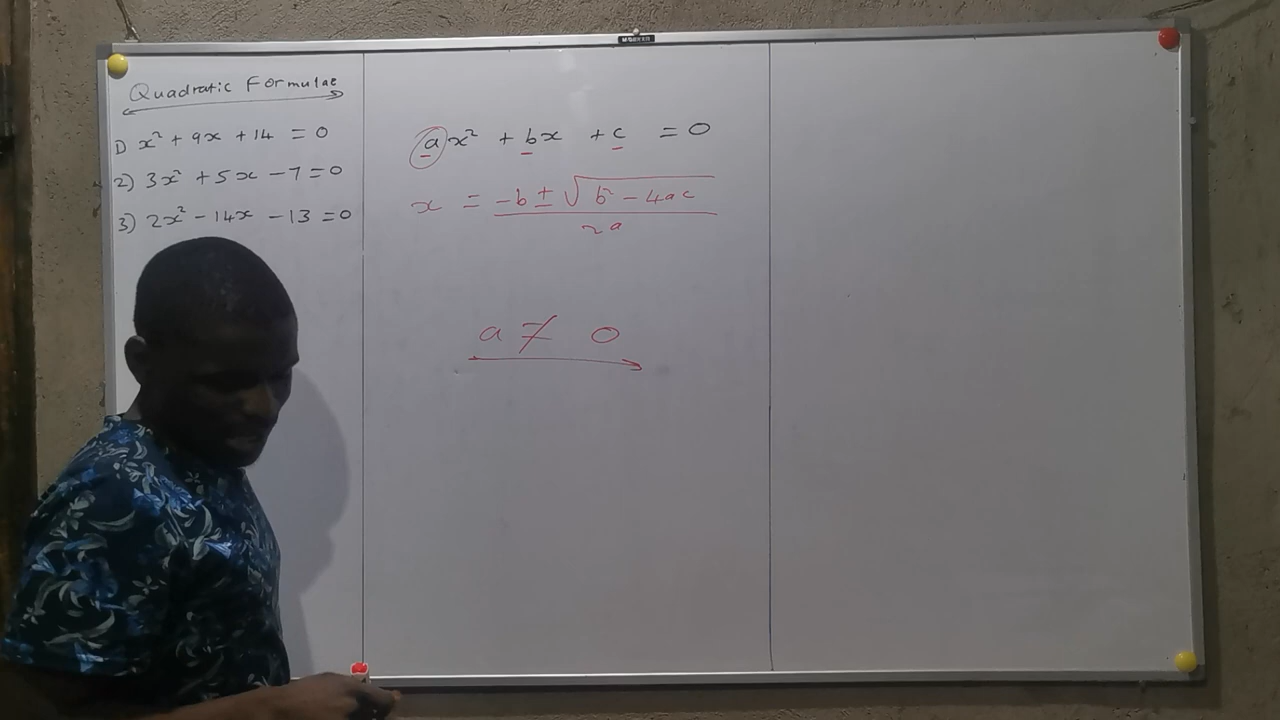 Quadratic Formulae
1) x² + 9x + 14 = 0
2) 3x² + 5x - 7 = 0
3) 2x² - 14x - 13 = 0
ax² + bx + c = 0
x = -b ± √b² - 4ac
2a
a ≠ 0